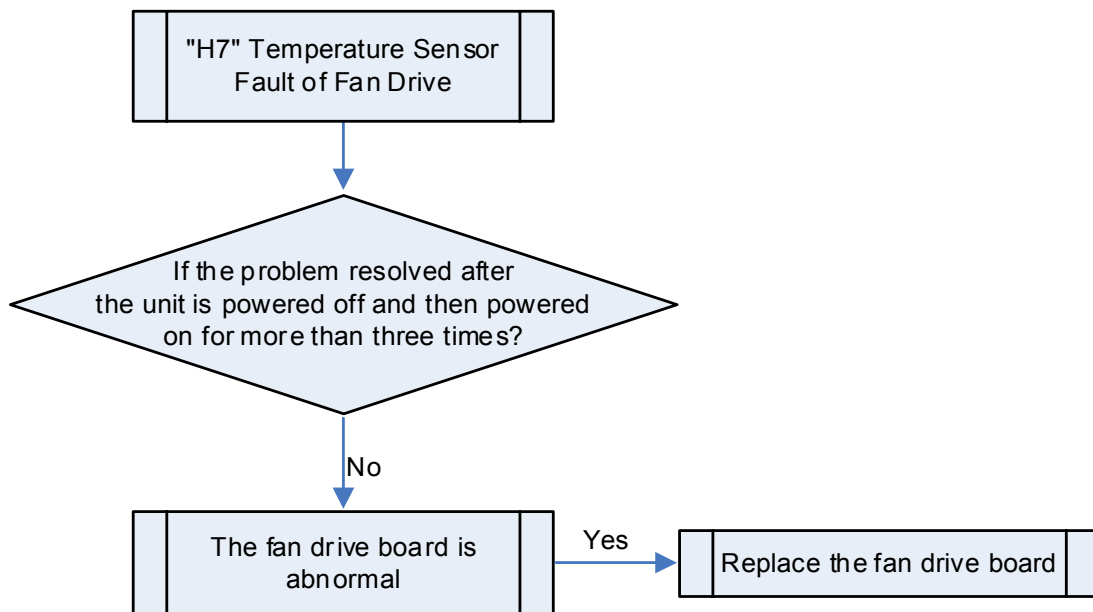 "H7" Temperature Sensor
Fault of Fan Drive
If the problem resolved after
the unit is powered off and then powered
on for more than three times?
No
The fan drive board is
abnormal
Yes
Replace the fan drive board